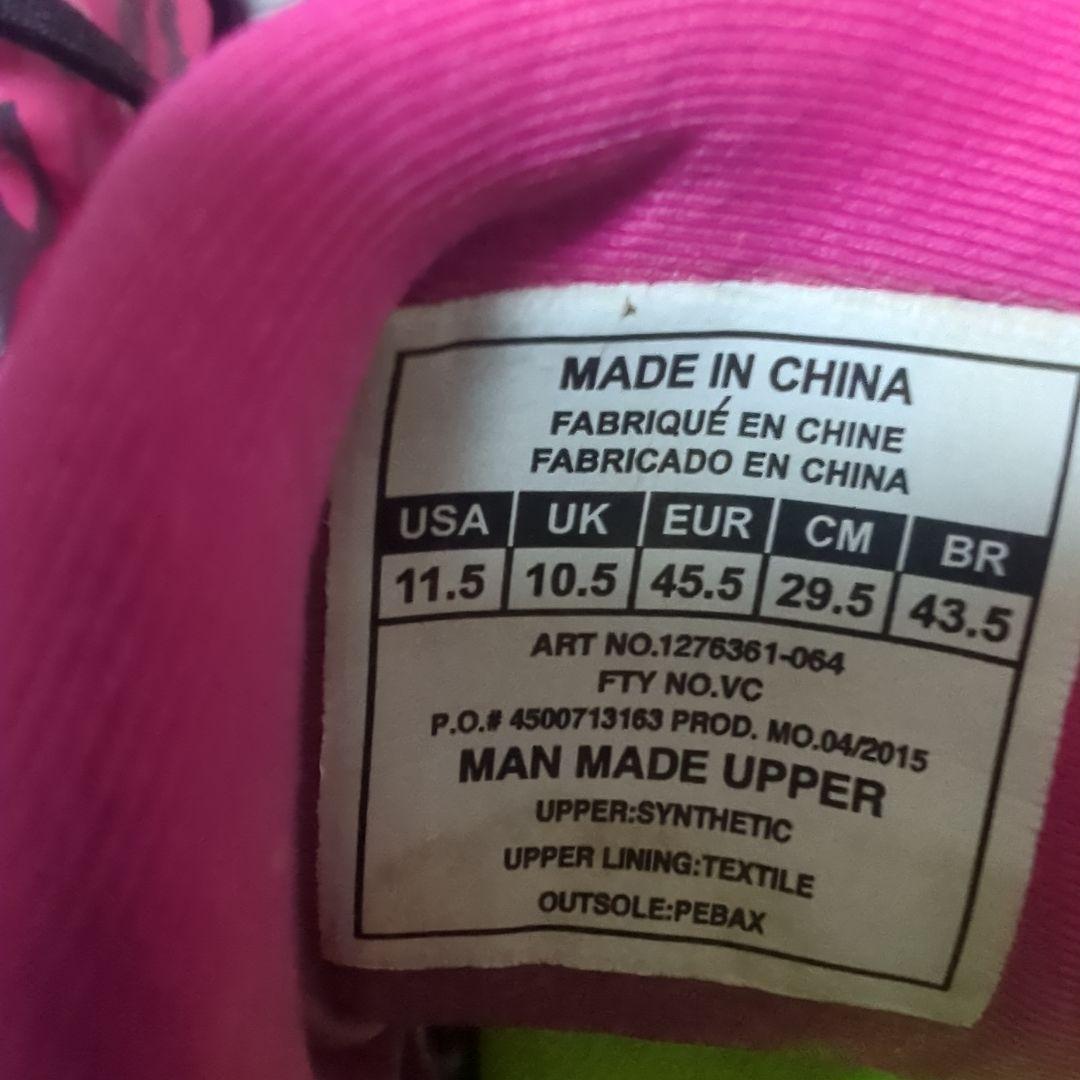 MADE IN CHINA
FABRIQUÉ EN CHINE
FABRICADO EN CHINA
USA UK EUR CM BR
11.5 10.5 45.5 29.5 43.5
ART NO.1276361-064
FTY NO.VC
P.O.# 4500713163 PROD. MO.04/2015
MAN MADE UPPER
UPPER:SYNTHETIC
UPPER LINING:TEXTILE
OUTSOLE:PEBAX